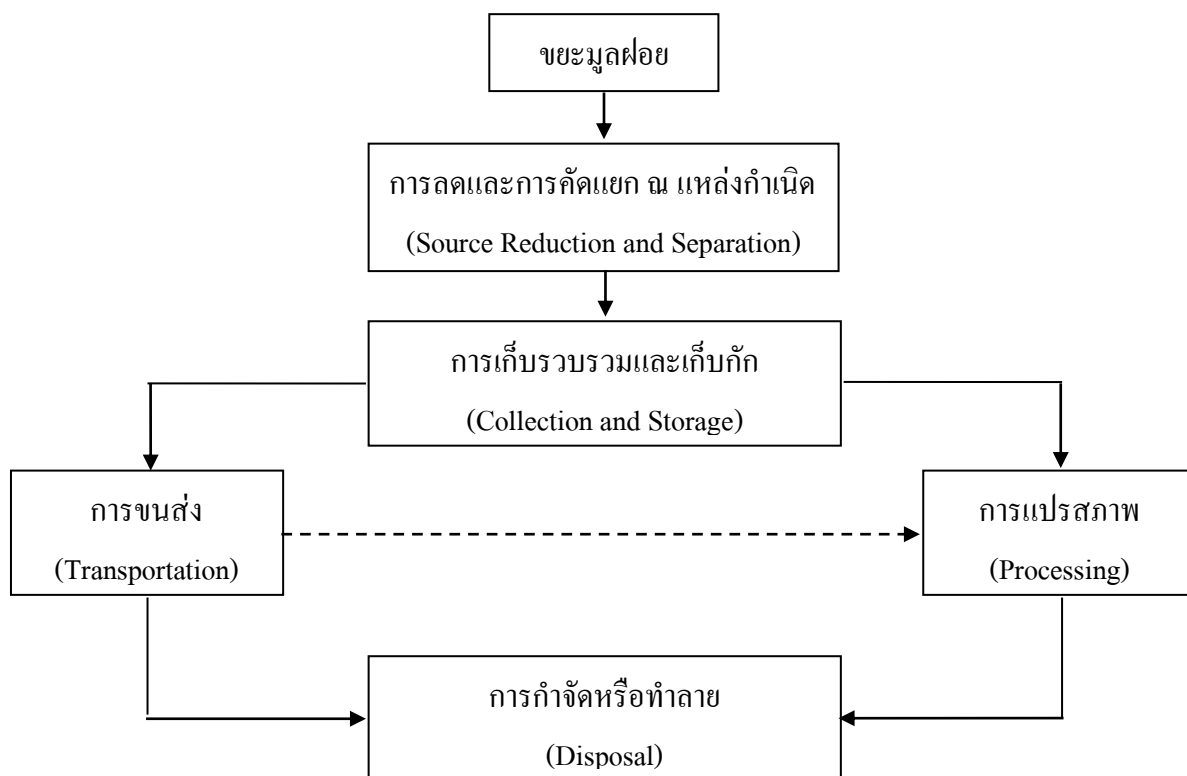 ขยะมูลฝอย
การลดและการคัดแยก ณ แหล่งกำเนิด
(Source Reduction and Separation)
การเก็บรวบรวมและเก็บกัก
(Collection and Storage)
การขนส่ง
(Transportation)
การแปรสภาพ
(Processing)
การกำจัดหรือทำลาย
(Disposal)